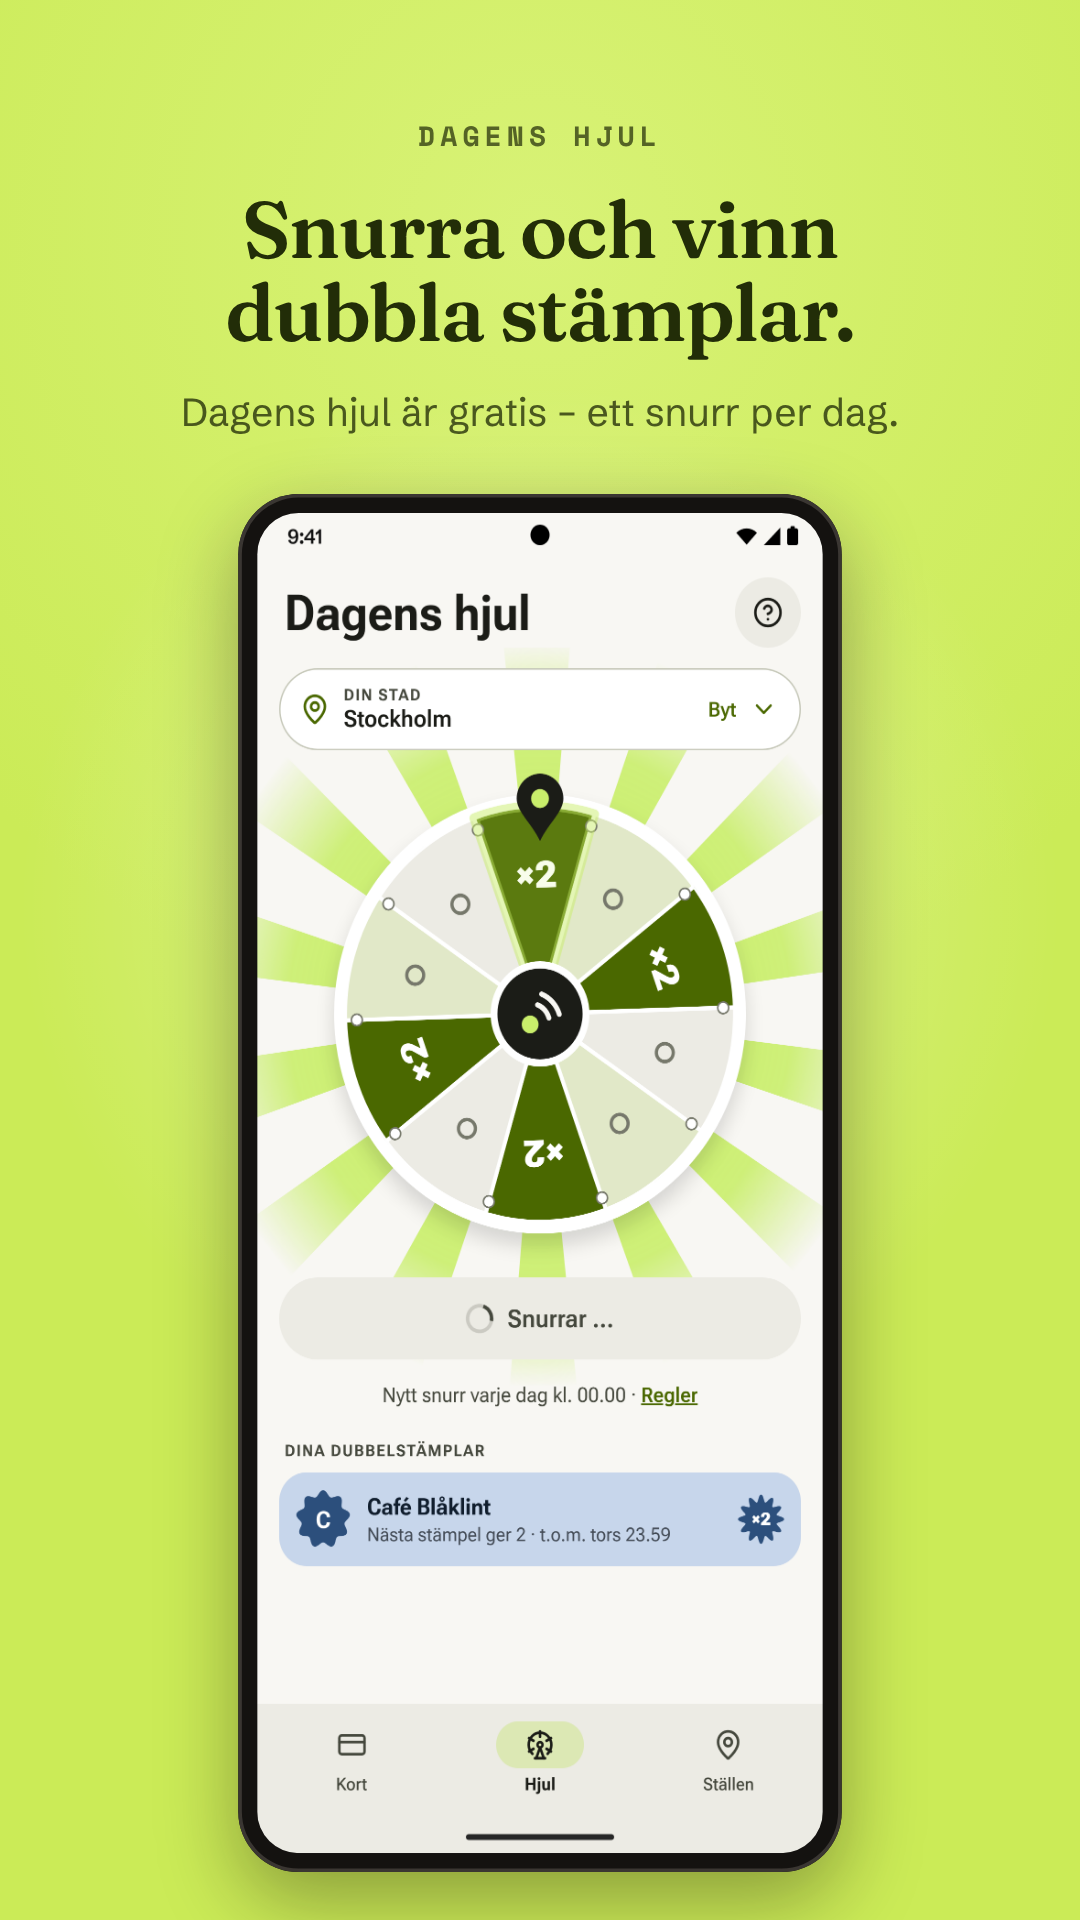 DAGENS HJUL
Snurra och vinn
dubbla stämplar.
Dagens hjul är gratis – ett snurr per dag.
9:41
Dagens hjul
DIN STAD
Stockholm
Byt
×2
×2
×2
×2
Snurrar ...
Nytt snurr varje dag kl. 00.00 · Regler
DINA DUBBELSTÄMPLAR
C
Café Blåklint
Nästa stämpel ger 2 · t.o.m. tors 23.59
×2
Kort
Hjul
Ställen